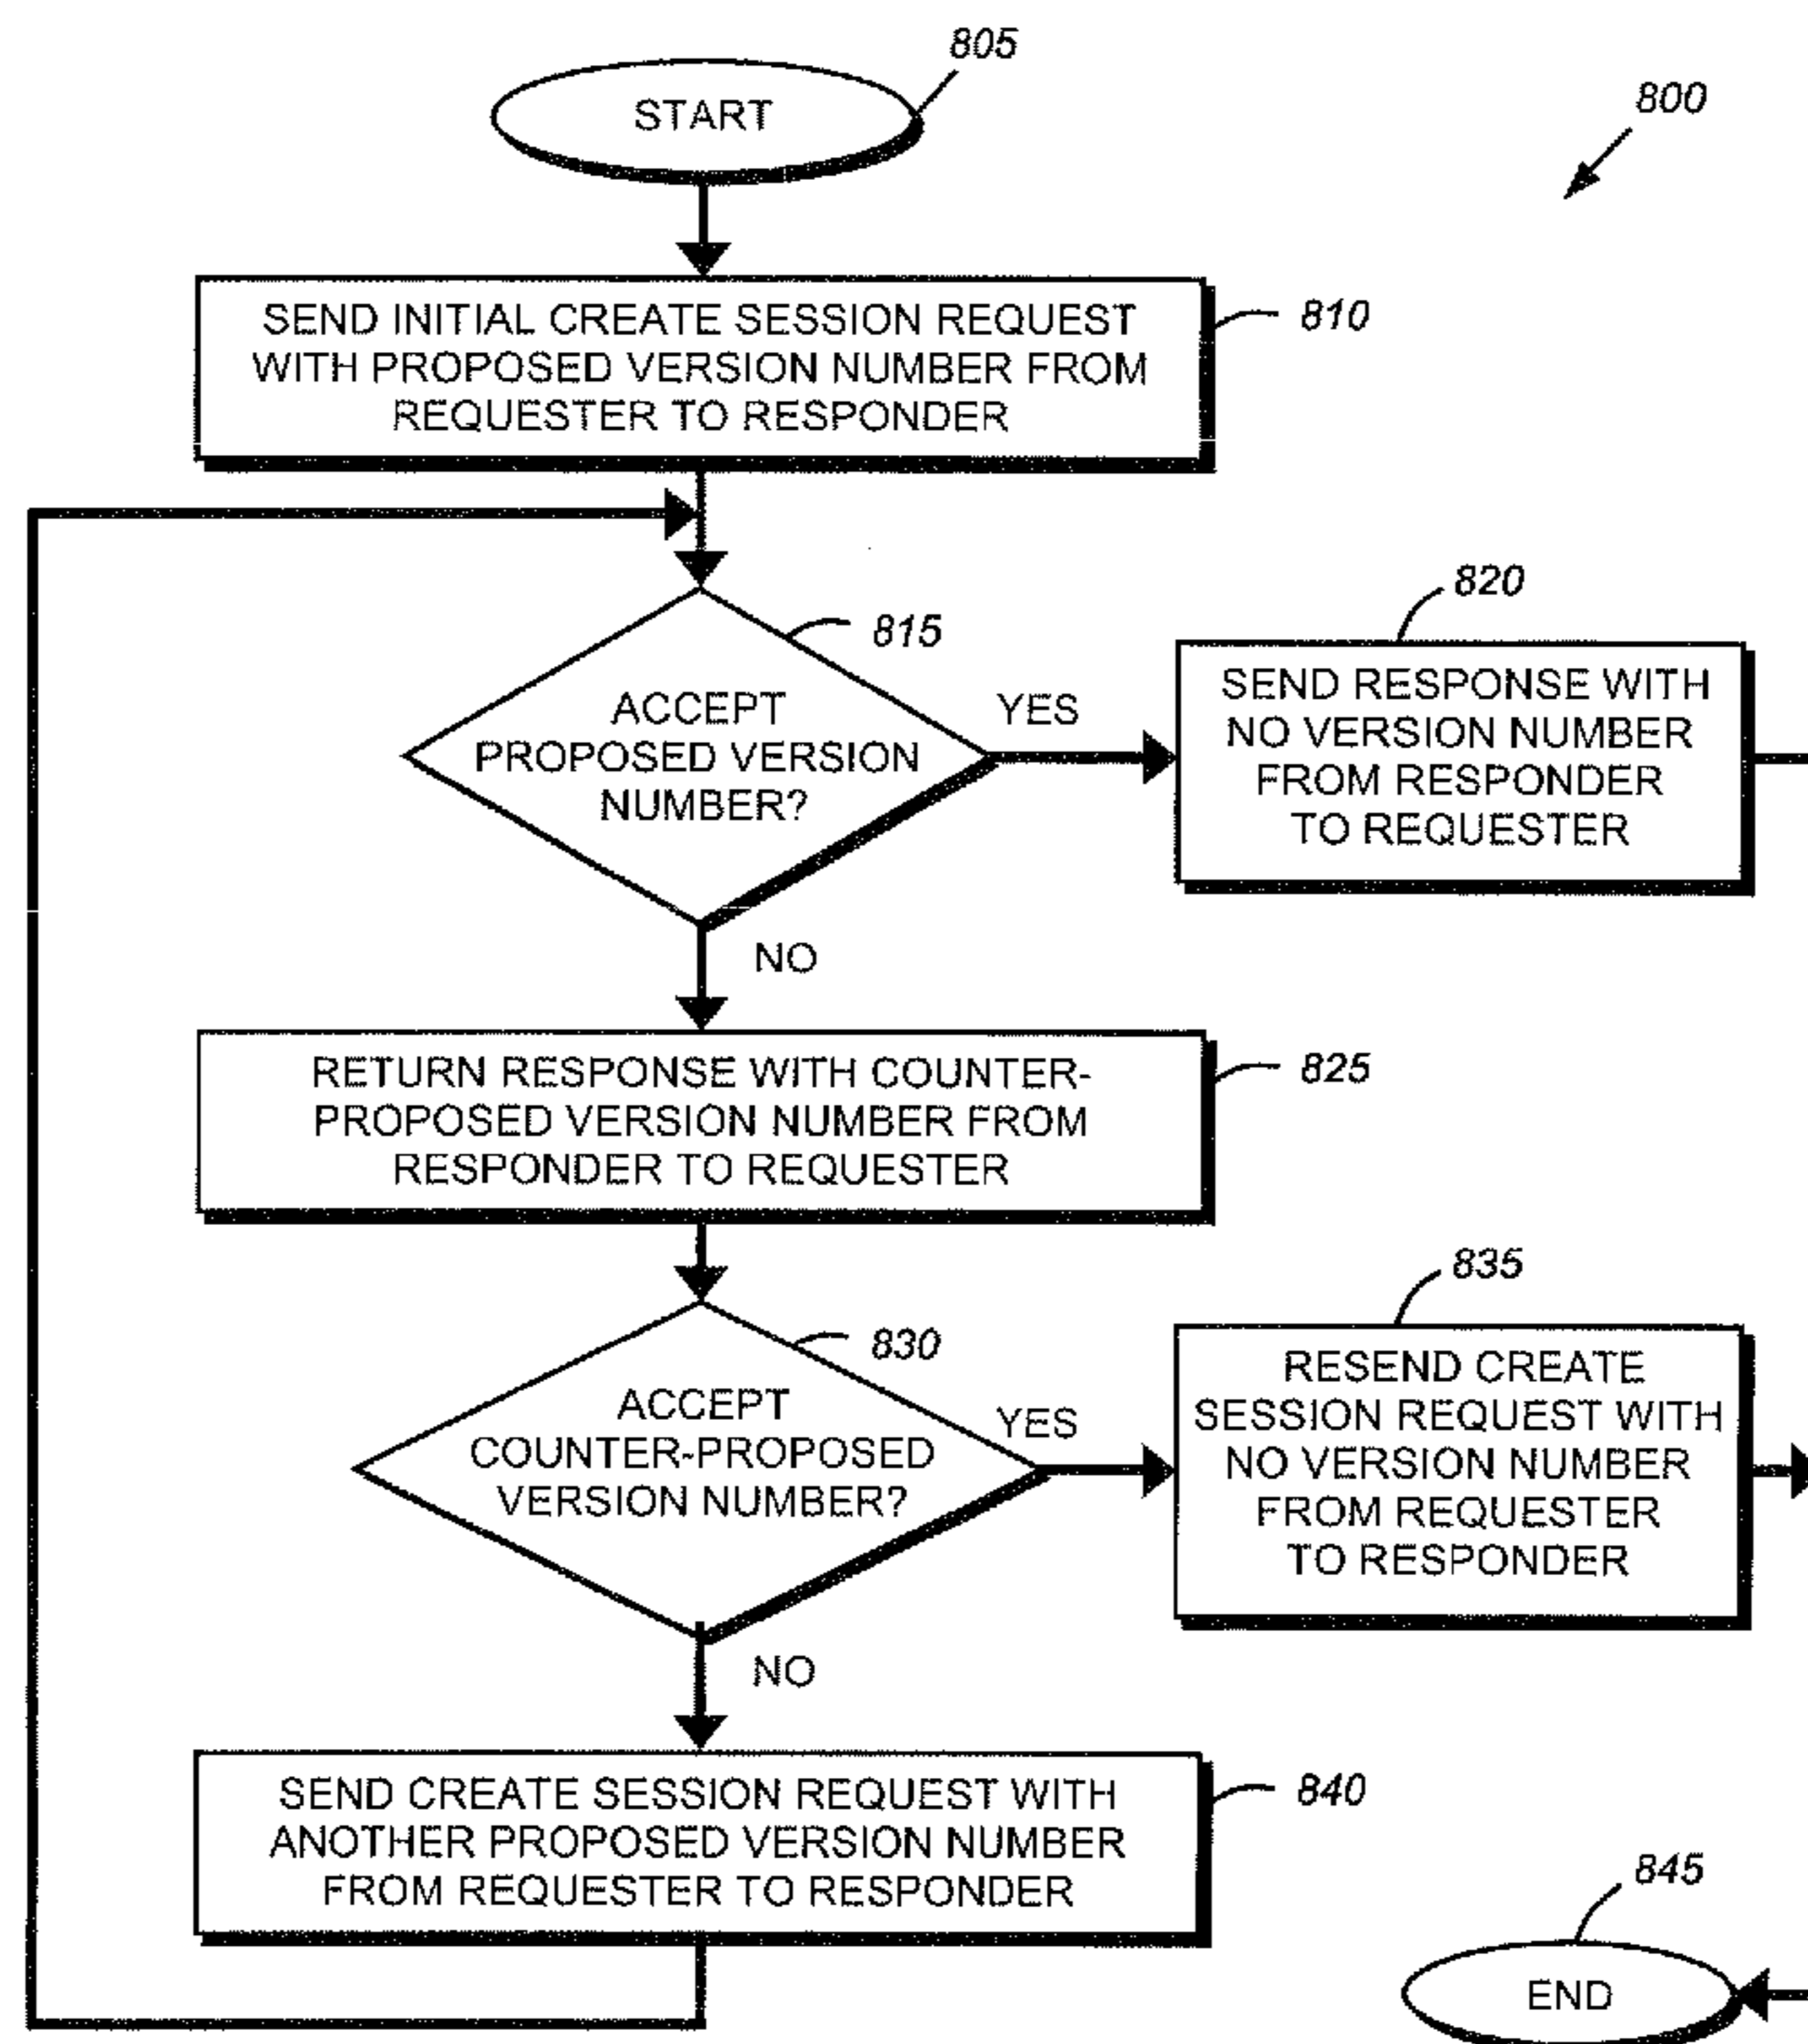 805
START
800
SEND INITIAL CREATE SESSION REQUEST
WITH PROPOSED VERSION NUMBER FROM
REQUESTER TO RESPONDER
810
815
ACCEPT
PROPOSED VERSION
NUMBER?
YES
820
SEND RESPONSE WITH
NO VERSION NUMBER
FROM RESPONDER
TO REQUESTER
NO
RETURN RESPONSE WITH COUNTER-
PROPOSED VERSION NUMBER FROM
RESPONDER TO REQUESTER
825
830
ACCEPT
COUNTER-PROPOSED
VERSION NUMBER?
YES
835
RESEND CREATE
SESSION REQUEST WITH
NO VERSION NUMBER
FROM REQUESTER
TO RESPONDER
NO
SEND CREATE SESSION REQUEST WITH
ANOTHER PROPOSED VERSION NUMBER
FROM REQUESTER TO RESPONDER
840
845
END